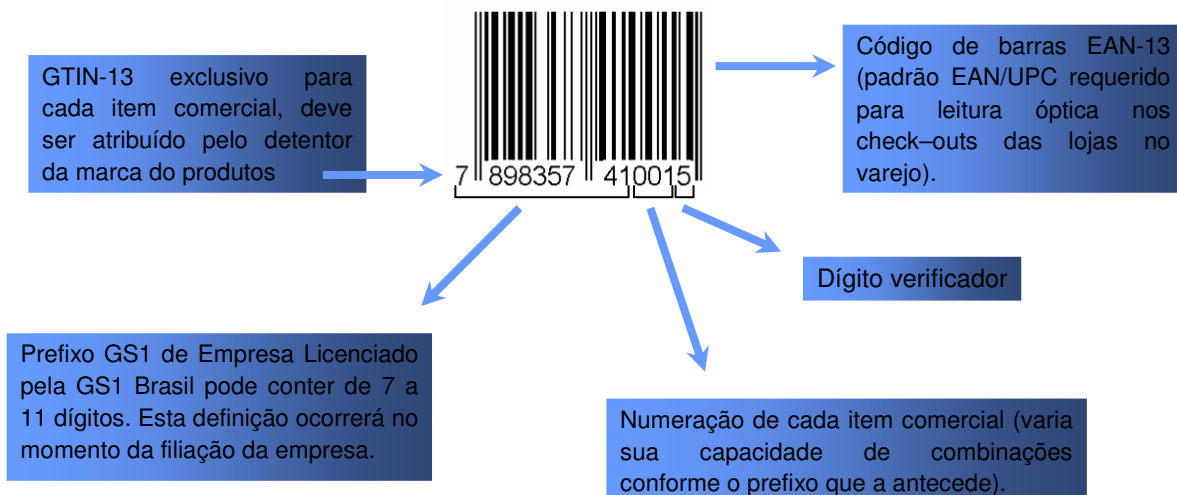 GTIN-13 exclusivo para
cada item comercial, deve
ser atribuído pelo detentor
da marca do produtos
Código de barras EAN-13
(padrão EAN/UPC requerido
para leitura óptica nos
check–outs das lojas no
varejo).
7 898357 410015
Dígito verificador
Prefixo GS1 de Empresa Licenciado
pela GS1 Brasil pode conter de 7 a
11 dígitos. Esta definição ocorrerá no
momento da filiação da empresa.
Numeração de cada item comercial (varia
sua capacidade de combinações
conforme o prefixo que a antecede).